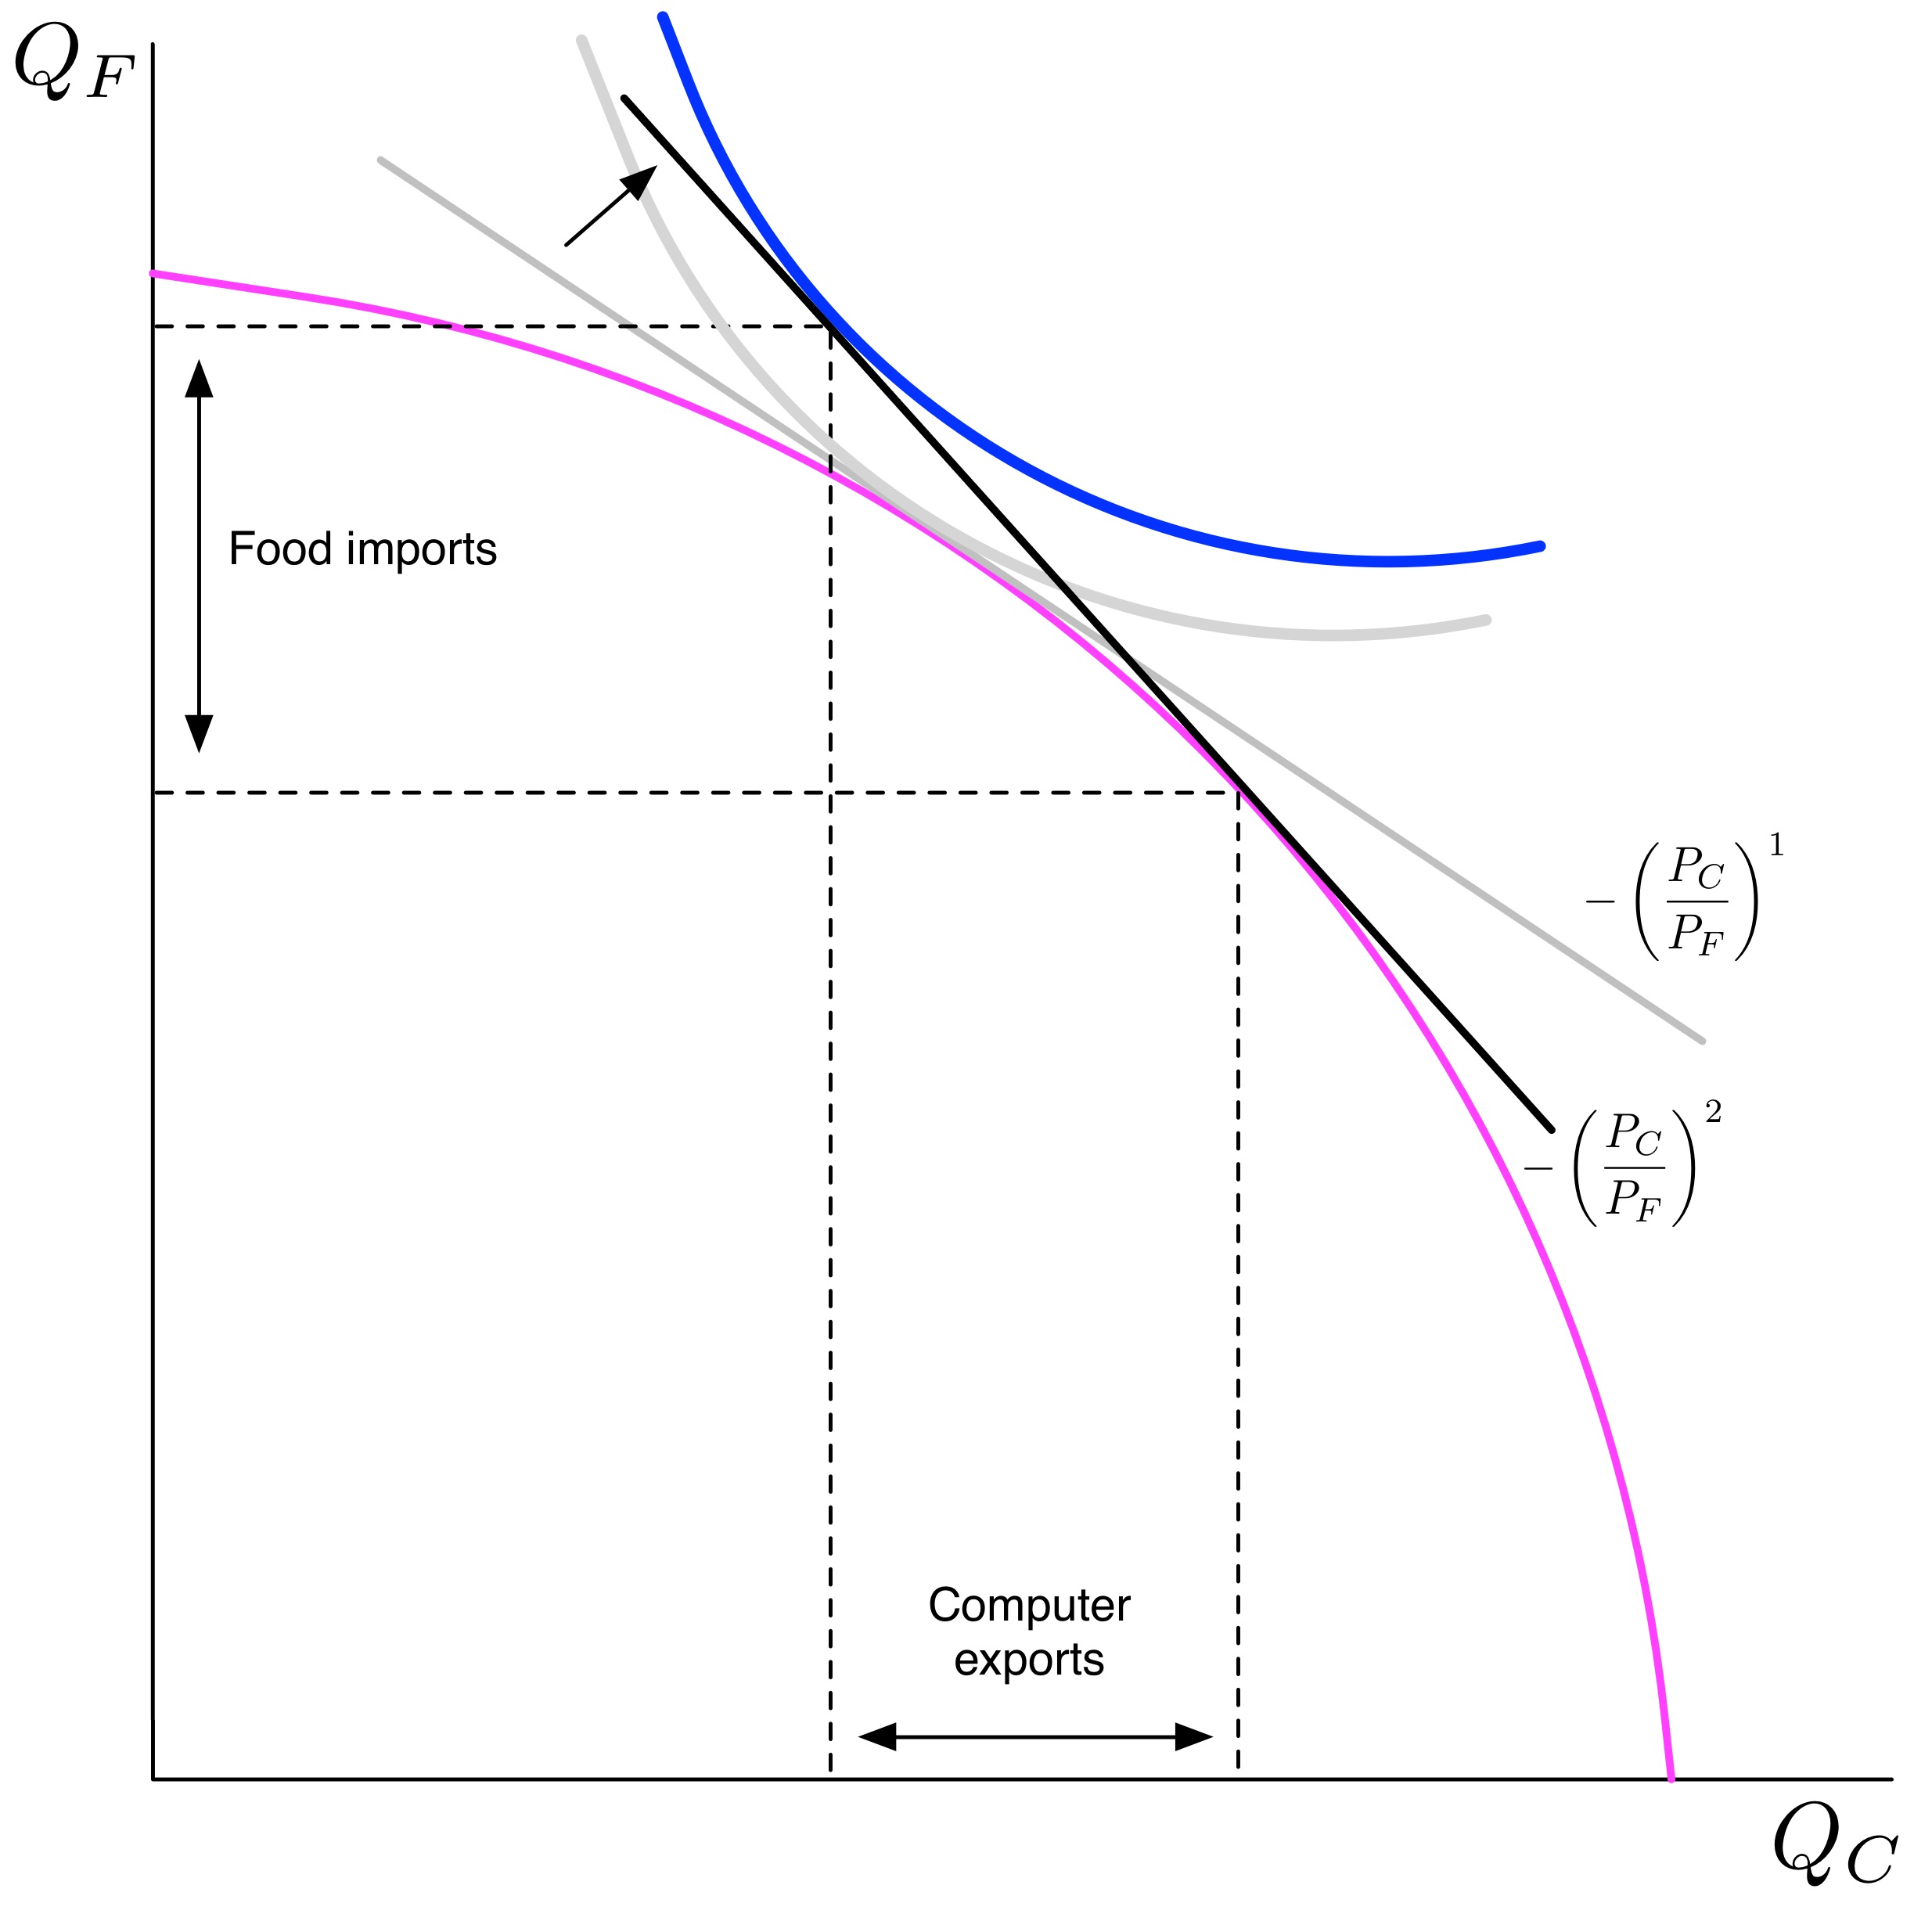 Q_F
Food imports
−(P_C/P_F)^1
−(P_C/P_F)^2
Computer
exports
Q_C